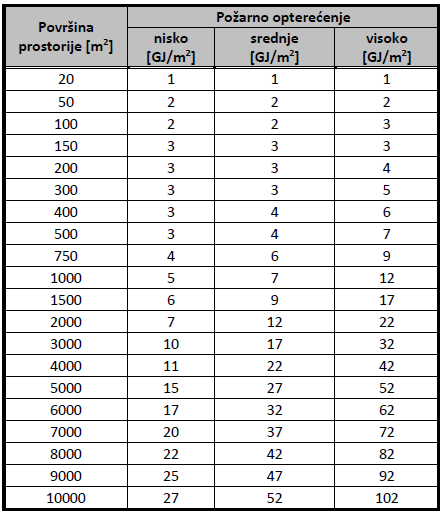 Površina prostorije [m²] Požarno opterećenje
nisko [GJ/m²] srednje [GJ/m²] visoko [GJ/m²]
20 1 1 1
50 2 2 2
100 2 2 3
150 3 3 3
200 3 3 4
300 3 3 5
400 3 4 6
500 3 4 7
750 4 6 9
1000 5 7 12
1500 6 9 17
2000 7 12 22
3000 10 17 32
4000 11 22 42
5000 15 27 52
6000 17 32 62
7000 20 37 72
8000 22 42 82
9000 25 47 92
10000 27 52 102